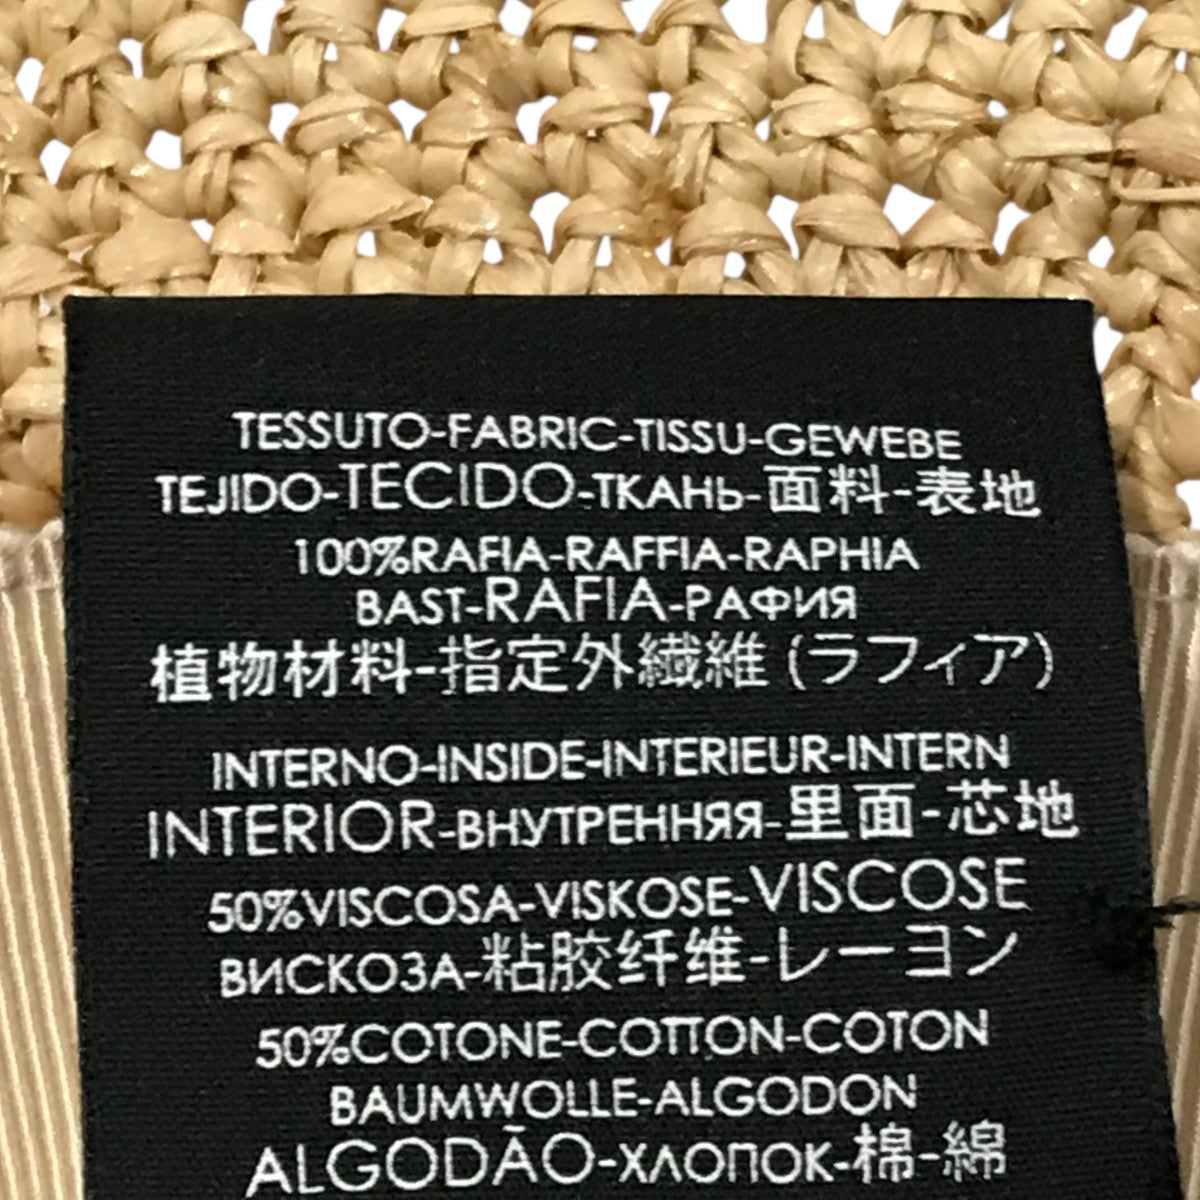 TESSUTO-FABRIC-TISSU-GEWEBE
TEJIDO-TECIDO-ТКАНЬ-面料-表地
100%RAFIA-RAFFIA-RAPHIA
BAST-RAFIA-РАФИЯ
植物材料-指定外繊維 (ラフィア)
INTERNO-INSIDE-INTERIEUR-INTERN
INTERIOR-ВНУТРЕННЯЯ-里面-芯地
50%VISCOSA-VISKOSE-VISCOSE
ВИСКОЗА-粘胶纤维-レーヨン
50%COTONE-COTTON-COTON
BAUMWOLLE-ALGODON
ALGODÃO-ХЛОПОК-棉-綿